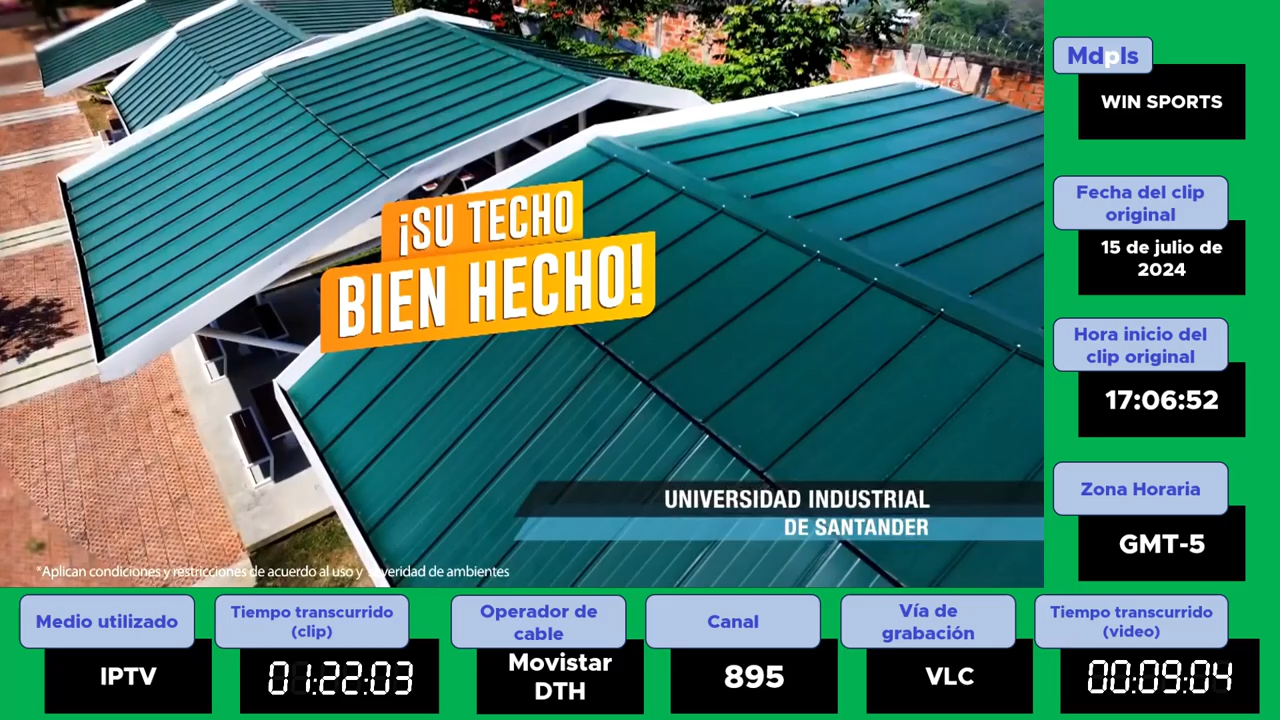 WIN
¡SU TECHO
BIEN HECHO!
UNIVERSIDAD INDUSTRIAL
DE SANTANDER
*Aplican condiciones y restricciones de acuerdo al uso y severidad de ambientes
Mdpls
WIN SPORTS
Fecha del clip
original
15 de julio de
2024
Hora inicio del
clip original
17:06:52
Zona Horaria
GMT-5
Medio utilizado
IPTV
Tiempo transcurrido
(clip)
01:22:03
Operador de
cable
Movistar
DTH
Canal
895
Vía de
grabación
VLC
Tiempo transcurrido
(video)
00:09:04